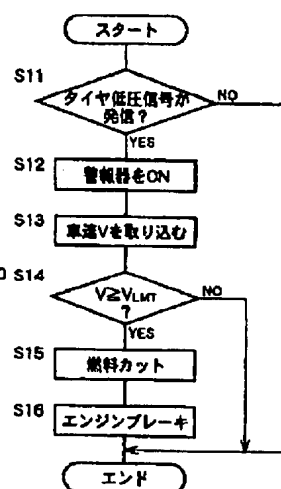 スタート
S11
タイヤ低圧信号が
発信？
NO
YES
S12
警報器をON
S13
車速Vを取り込む
S14
V≧VLMT
?
NO
YES
S15
燃料カット
S16
エンジンブレーキ
エンド